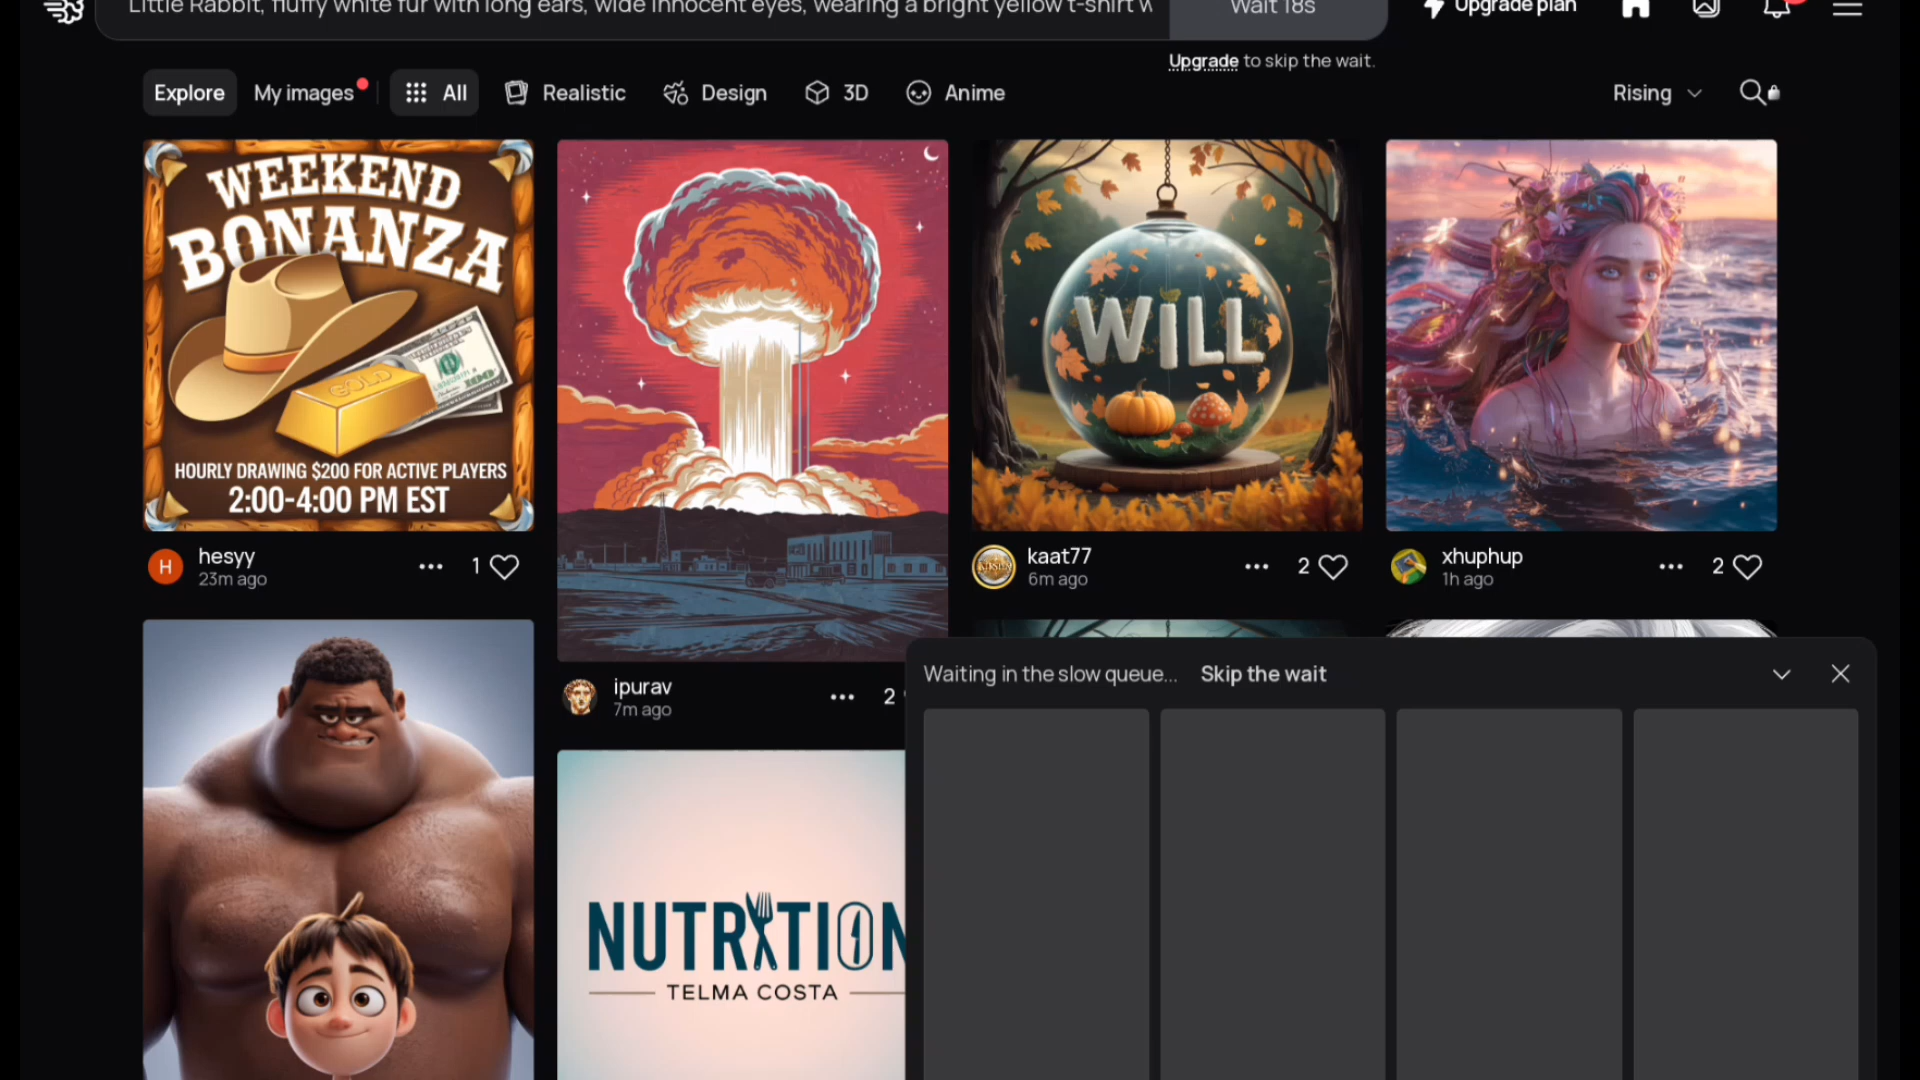 Little Rabbit, fluffy white fur with long ears, wide innocent eyes, wearing a bright yellow t-shirt w
Wait 18s
Upgrade plan
Upgrade to skip the wait.
Explore
My images
All
Realistic
Design
3D
Anime
Rising
WEEKEND
BONANZA
GOLD
100
HOURLY DRAWING $200 FOR ACTIVE PLAYERS
2:00-4:00 PM EST
WILL
H
hesyy
23m ago
1
kaat77
6m ago
2
xhuphup
1h ago
2
ipurav
7m ago
2
Waiting in the slow queue...
Skip the wait
NUTRITION
TELMA COSTA